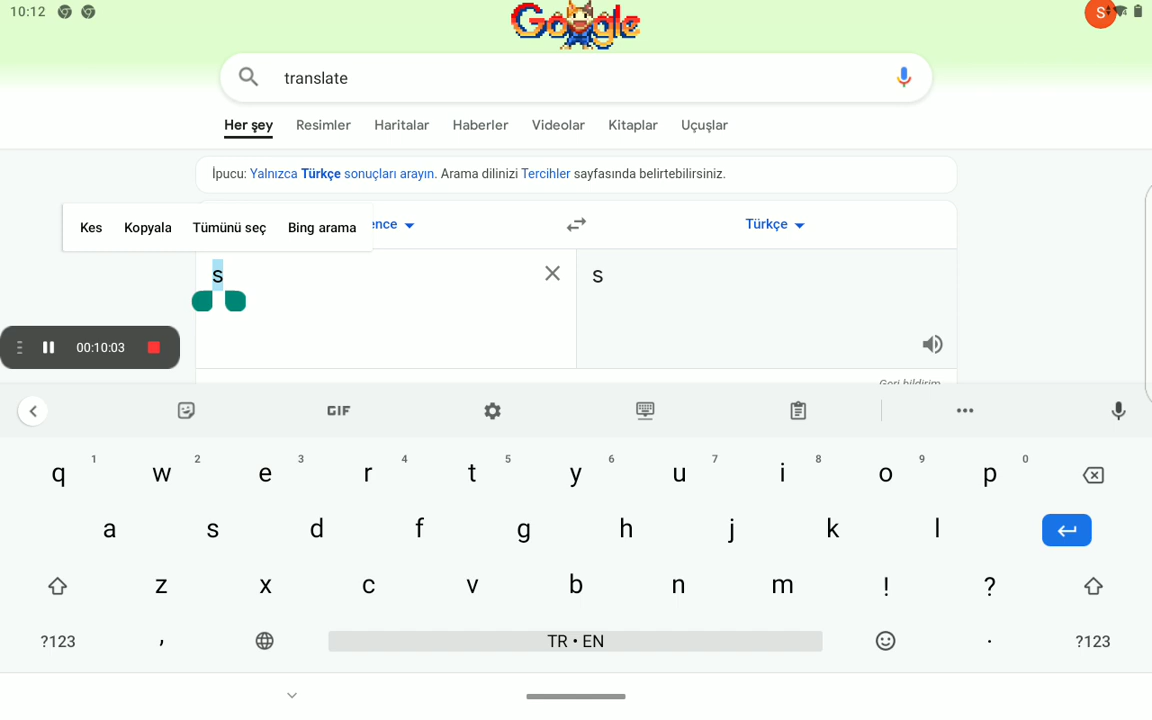 10:12
Google
S
translate
Her şey Resimler Haritalar Haberler Videolar Kitaplar Uçuşlar
İpucu: Yalnızca Türkçe sonuçları arayın. Arama dilinizi Tercihler sayfasında belirtebilirsiniz.
Kes Kopyala Tümünü seç Bing arama
Türkçe
s
s
00:10:03
Geri bildirim
GIF
q 1 w 2 e 3 r 4 t 5 y 6 u 7 i 8 o 9 p 0
a s d f g h j k l
z x c v b n m ! ?
?123 , TR • EN . ?123